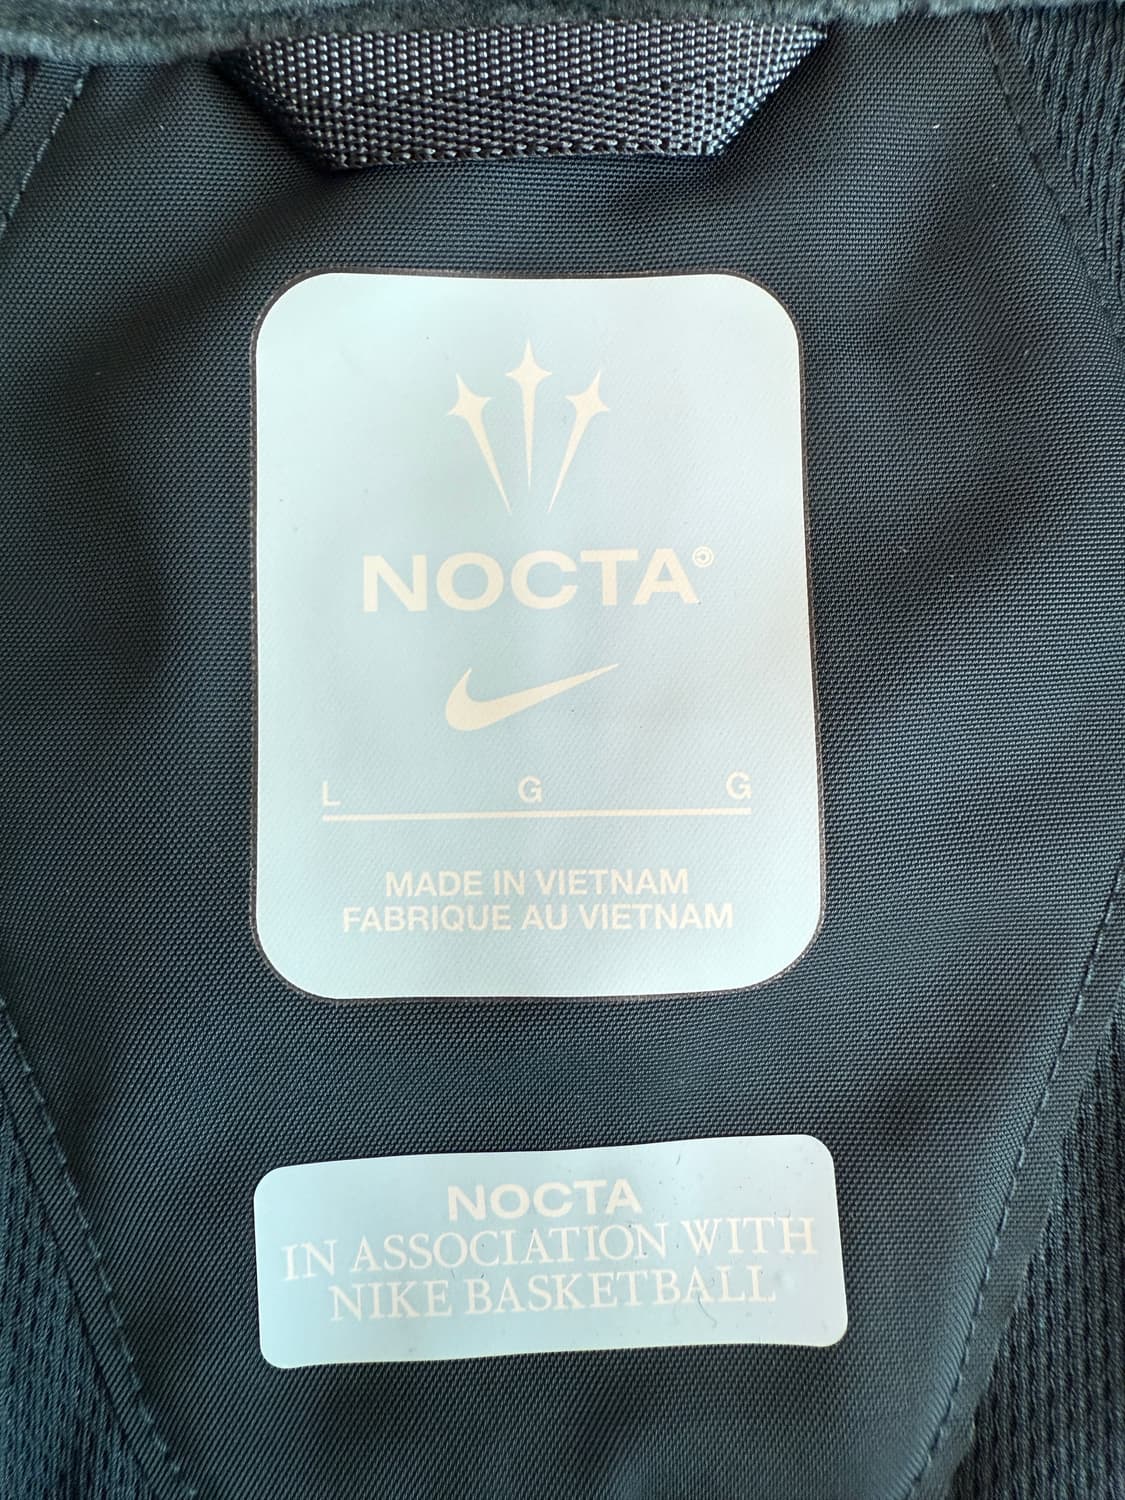 NOCTA©
L G G
MADE IN VIETNAM
FABRIQUE AU VIETNAM
NOCTA
IN ASSOCIATION WITH
NIKE BASKETBALL